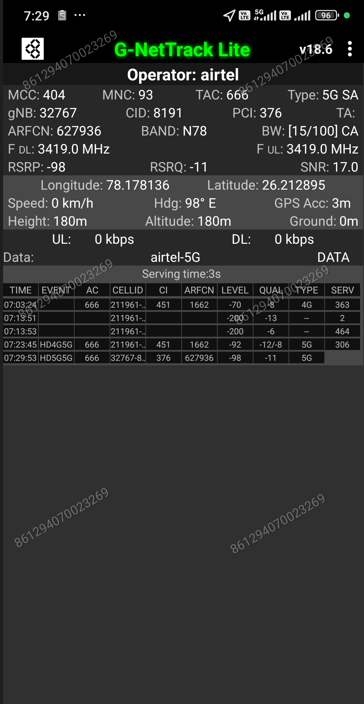 7:29 ... 5G 96
G-NetTrack Lite v18.6
Operator: airtel
MCC: 404 MNC: 93 TAC: 666 Type: 5G SA
gNB: 32767 CID: 8191 PCI: 376 TA:
ARFCN: 627936 BAND: N78 BW: [15/100] CA
F DL: 3419.0 MHz F UL: 3419.0 MHz
RSRP: -98 RSRQ: -11 SNR: 17.0
Longitude: 78.178136 Latitude: 26.212895
Speed: 0 km/h Hdg: 98° E GPS Acc: 3m
Height: 180m Altitude: 180m Ground: 0m
UL: 0 kbps DL: 0 kbps
Data: airtel-5G DATA
Serving time:3s
TIME EVENT AC CELLID CI ARFCN LEVEL QUAL TYPE SERV
07:03:24 666 211961-.. 451 1662 -70 -8 4G 363
07:13:51 211961-.. -200 -13 -- 2
07:13:53 211961-.. -200 -6 -- 464
07:23:45 HD4G5G 666 211961-.. 451 1662 -92 -12/-8 5G 306
07:29:53 HD5G5G 666 32767-8.. 376 627936 -98 -11 5G
861294070023269
861294070023269
861294070023269
861294070023269
861294070023269
861294070023269